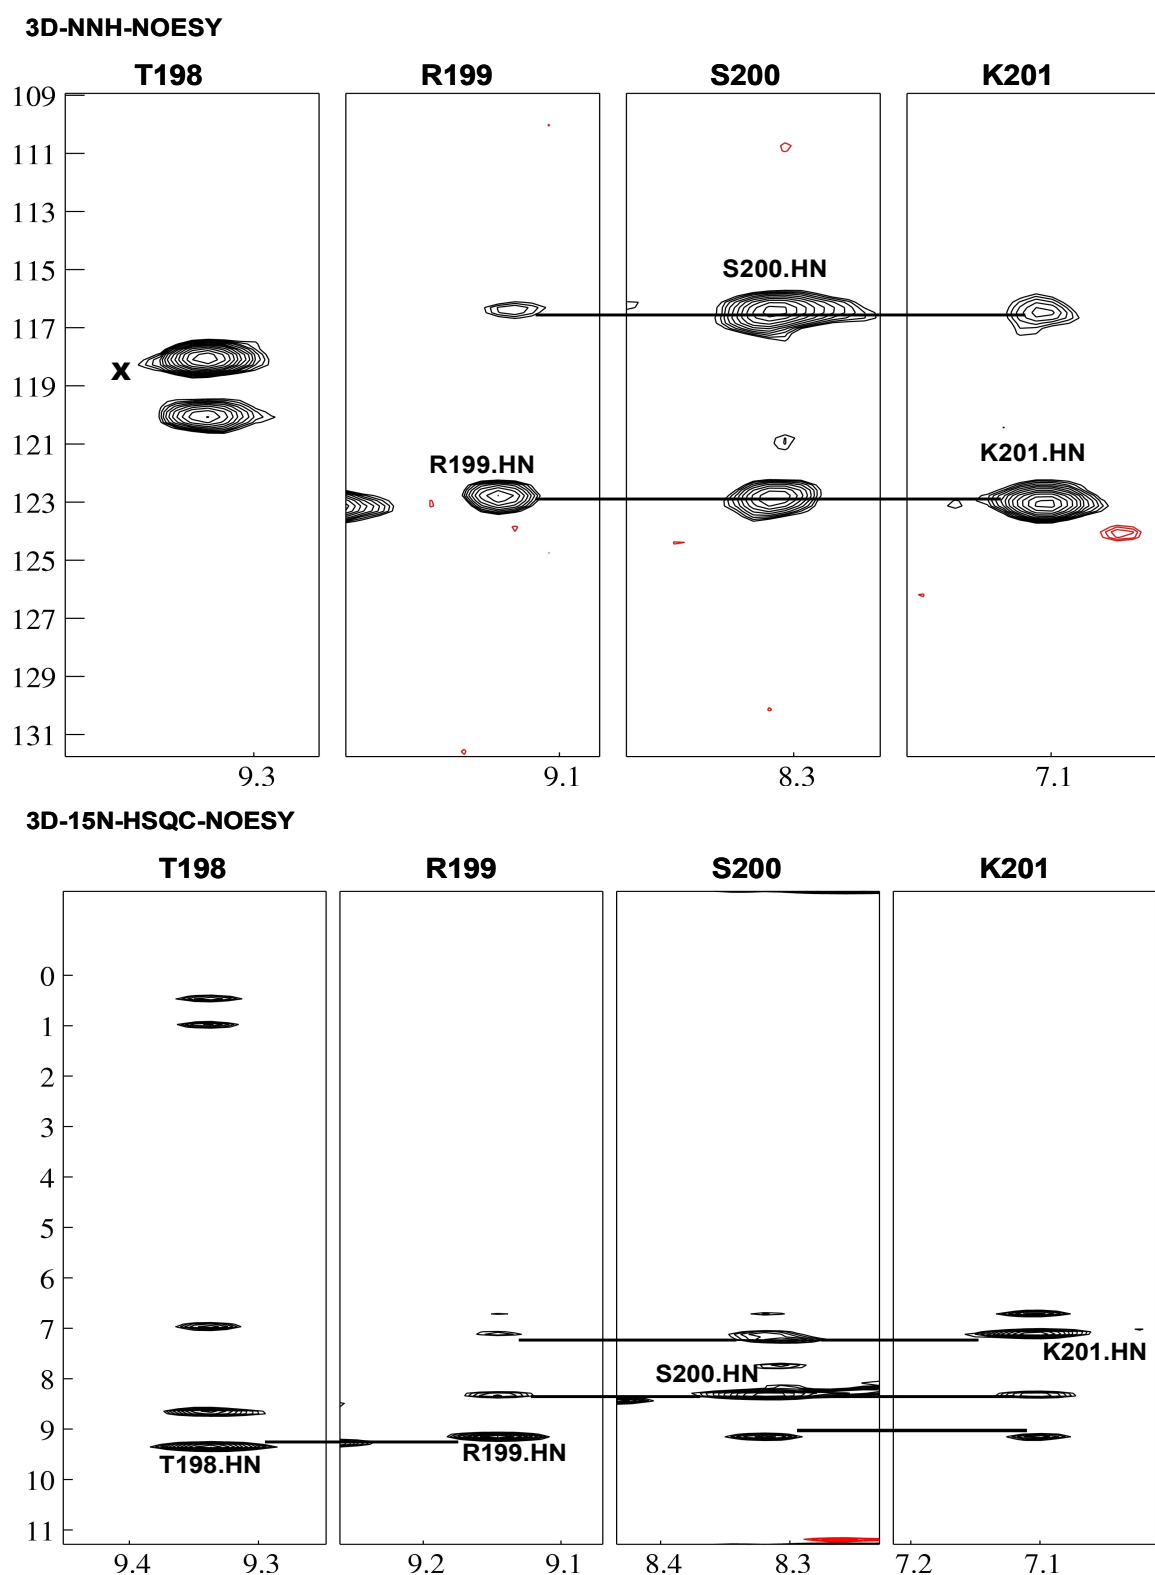 3D-NNH-NOESY
T198 R199 S200 K201
109
111
113
115
S200.HN
117
x
119
121
K201.HN
R199.HN
123
125
127
129
131
9.3 9.1 8.3 7.1
3D-15N-HSQC-NOESY
T198 R199 S200 K201
0
1
2
3
4
5
6
7
K201.HN
8
S200.HN
9
R199.HN
T198.HN
10
11
9.4 9.3 9.2 9.1 8.4 8.3 7.2 7.1